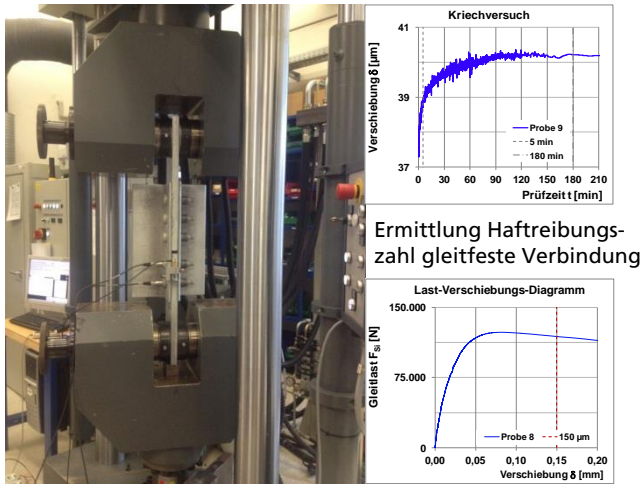 Kriechversuch
Verschiebung δ [µm]
41
39
37
Probe 9
5 min
180 min
0 30 60 90 120 150 180 210
Prüfzeit t [min]
Ermittlung Haftreibungs-
zahl gleitfeste Verbindung
Last-Verschiebungs-Diagramm
Gleitlast F_Si [N]
150.000
75.000
0
Probe 8 150 µm
0,00 0,05 0,10 0,15 0,20
Verschiebung δ [mm]